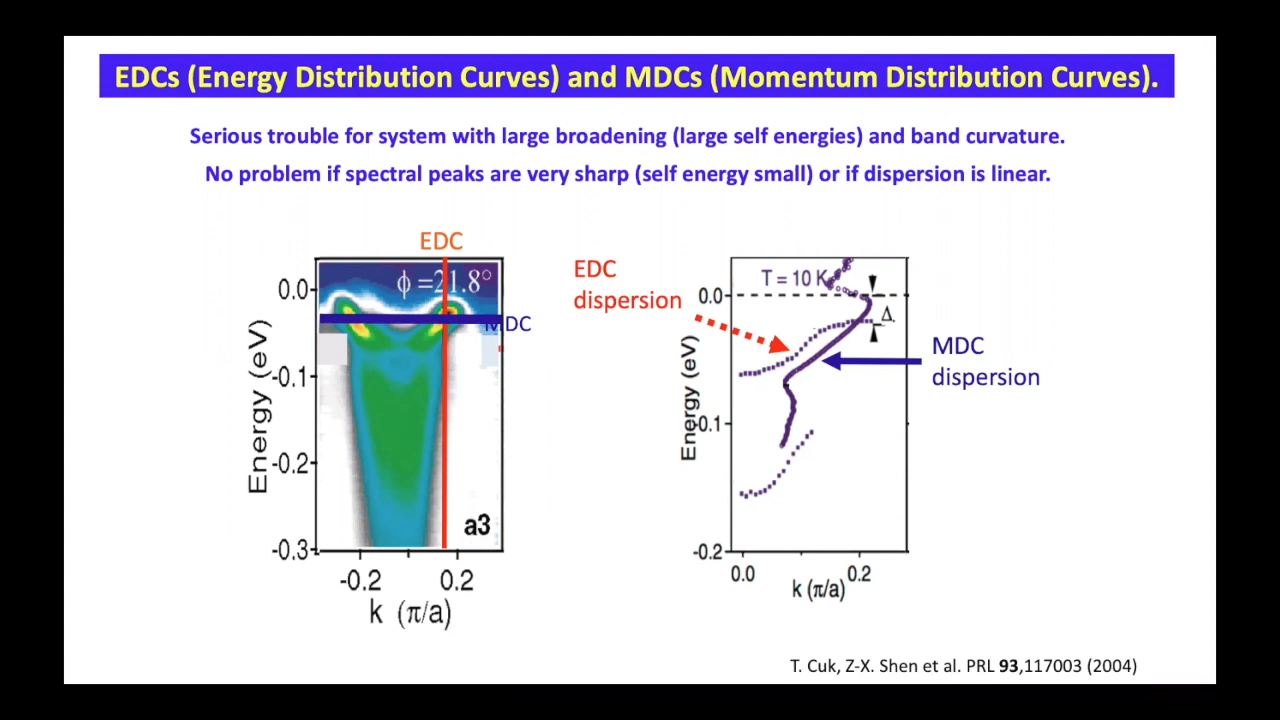 EDCs (Energy Distribution Curves) and MDCs (Momentum Distribution Curves).
Serious trouble for system with large broadening (large self energies) and band curvature.
No problem if spectral peaks are very sharp (self energy small) or if dispersion is linear.
EDC
ϕ =21.8°
MDC
0.0
-0.1
-0.2
-0.3
Energy (eV)
a3
-0.2
0.2
k (π/a)
EDC
dispersion
T = 10 K
Δ
MDC
dispersion
0.0
-0.1
-0.2
Energy (eV)
0.0
0.2
k (π/a)
T. Cuk, Z-X. Shen et al. PRL 93,117003 (2004)